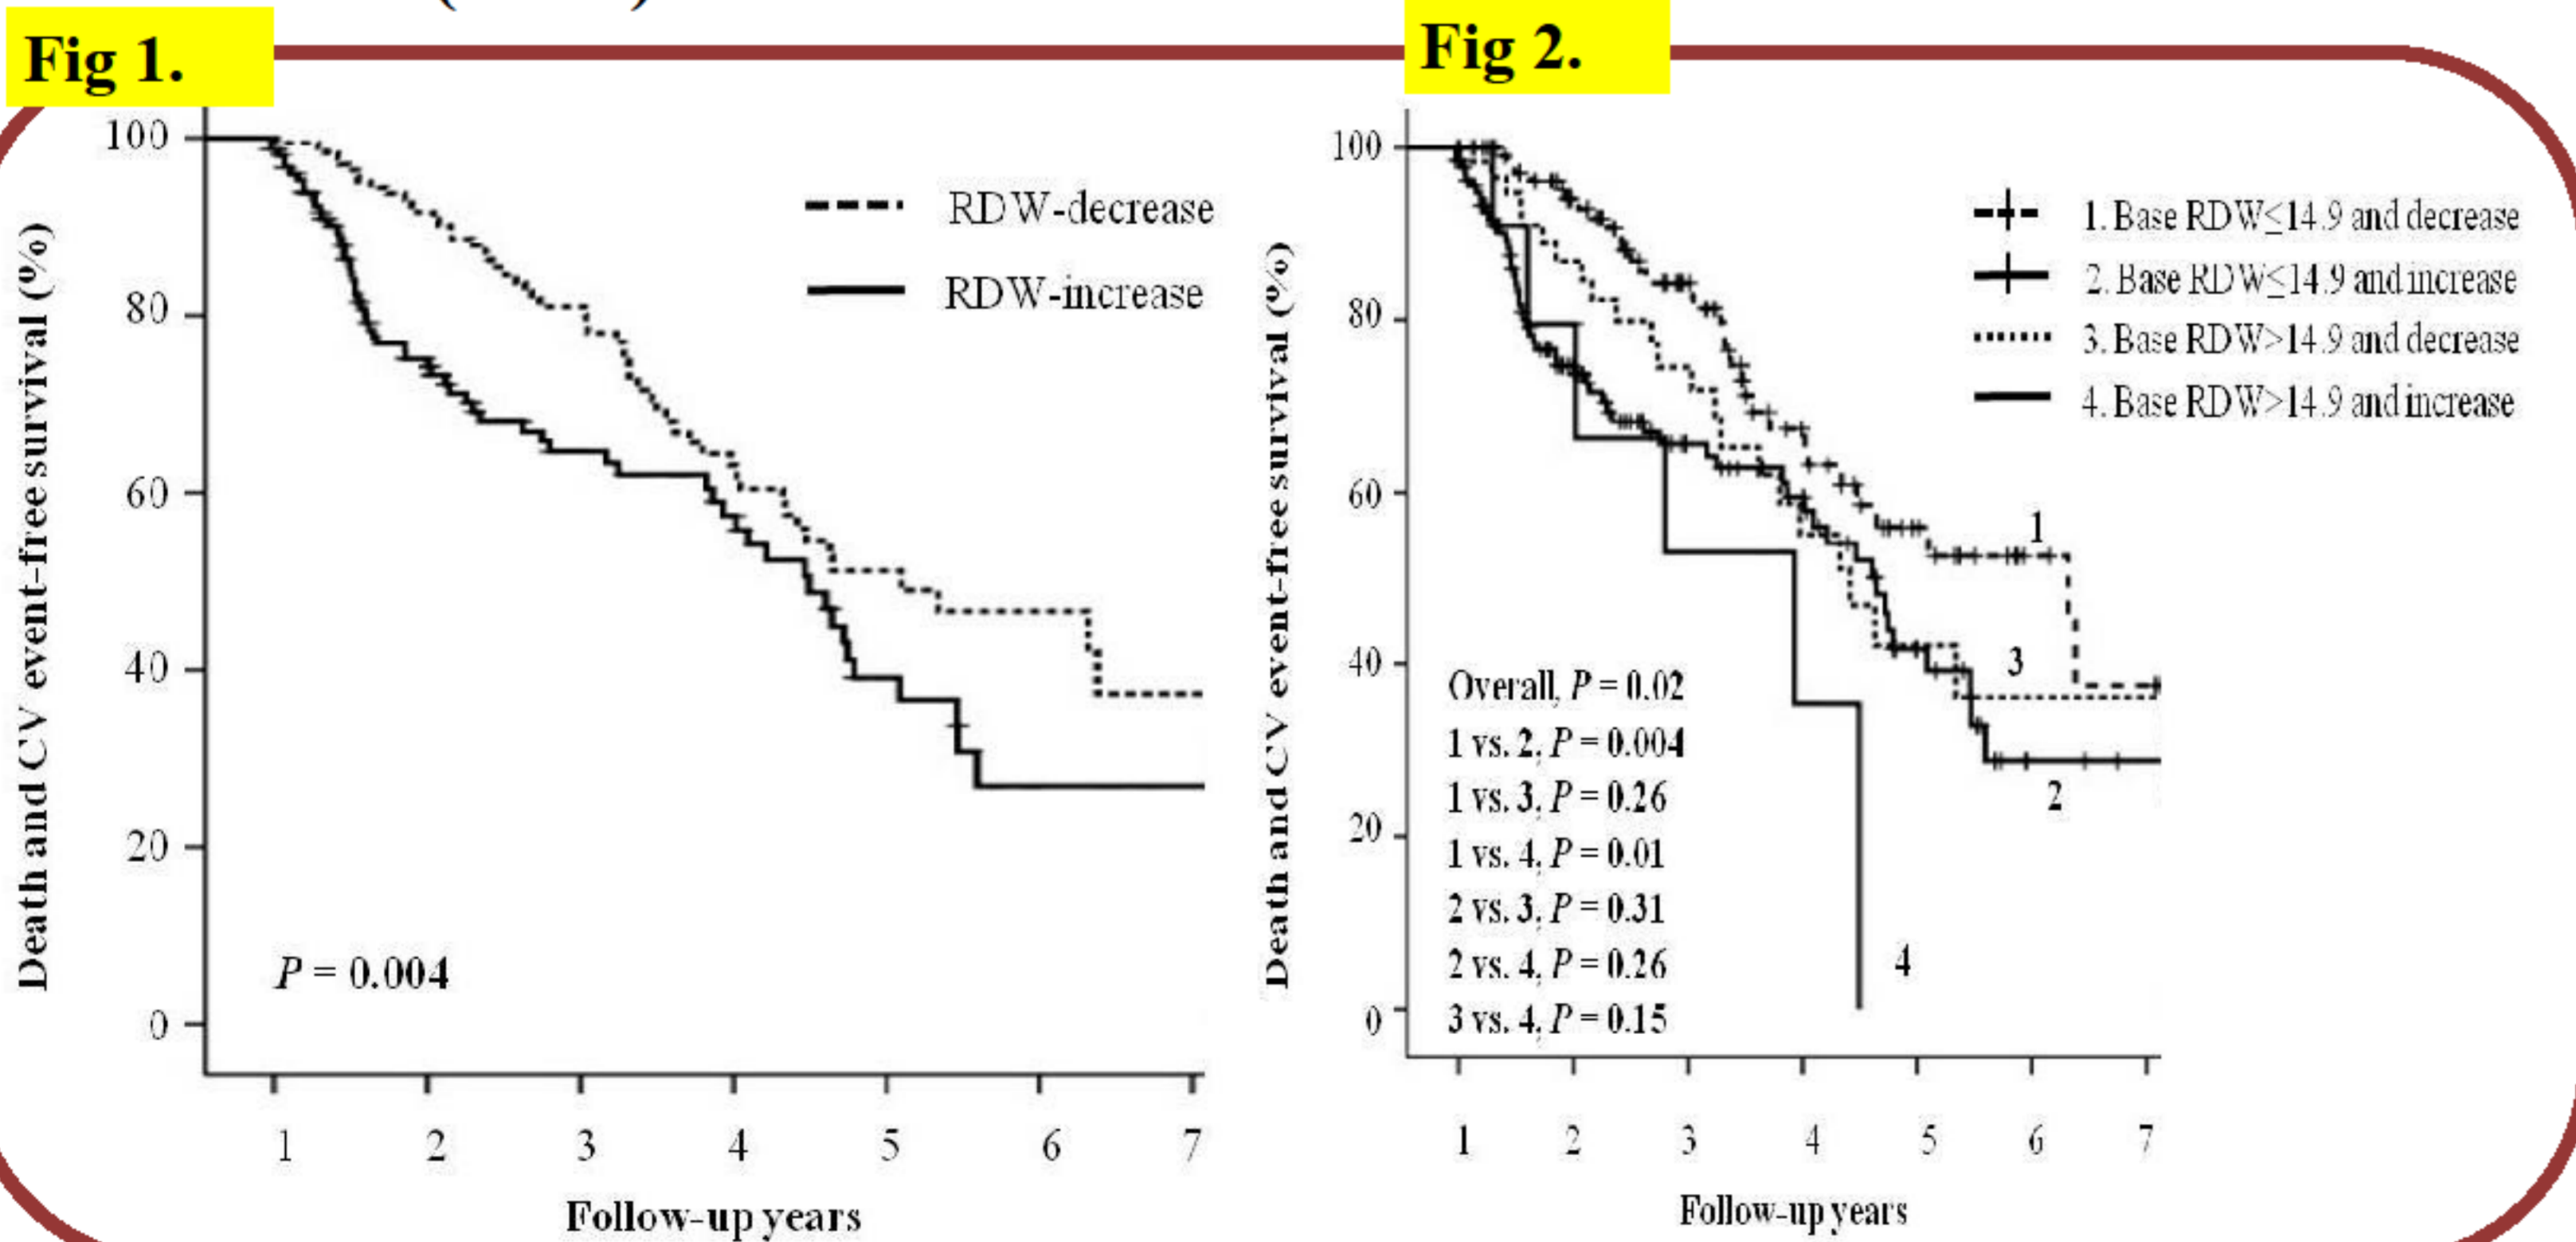 Fig 1.
100
80
60
40
20
0
Death and CV event-free survival (%)
RDW-decrease
RDW-increase
P = 0.004
1 2 3 4 5 6 7
Follow-up years
Fig 2.
100
80
60
40
20
0
Death and CV event-free survival (%)
1. Base RDW≤14.9 and decrease
2. Base RDW≤14.9 and increase
3. Base RDW>14.9 and decrease
4. Base RDW>14.9 and increase
1
3
2
4
Overall, P = 0.02
1 vs. 2, P = 0.004
1 vs. 3, P = 0.26
1 vs. 4, P = 0.01
2 vs. 3, P = 0.31
2 vs. 4, P = 0.26
3 vs. 4, P = 0.15
1 2 3 4 5 6 7
Follow-up years